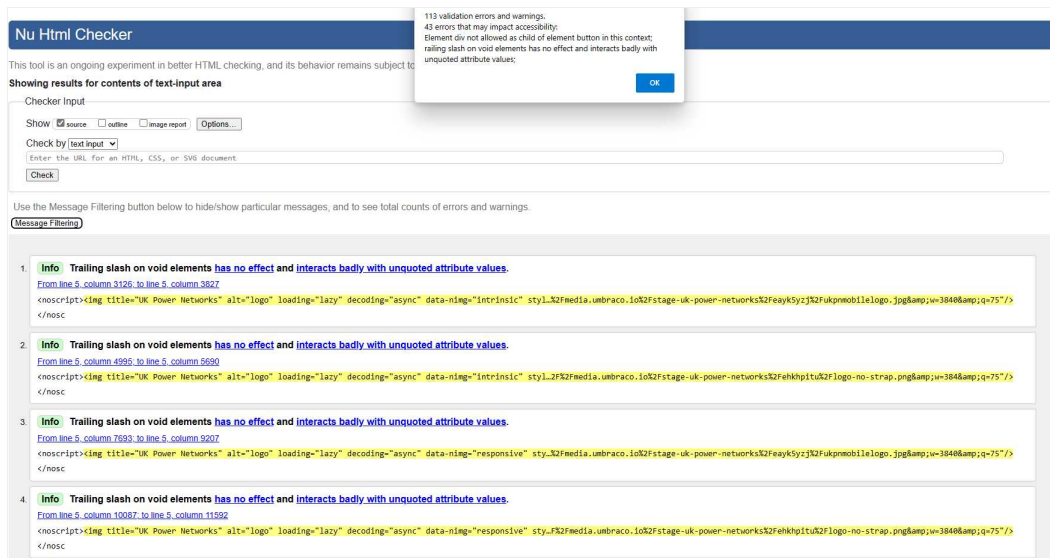 113 validation errors and warnings.
43 errors that may impact accessibility:
Element div not allowed as child of element button in this context;
railing slash on void elements has no effect and interacts badly with
unquoted attribute values;
OK
Nu Html Checker
This tool is an ongoing experiment in better HTML checking, and its behavior remains subject to
Showing results for contents of text-input area
Checker Input
Show source outline image report Options...
Check by text input
Enter the URL for an HTML, CSS, or SVG document
Check
Use the Message Filtering button below to hide/show particular messages, and to see total counts of errors and warnings.
Message Filtering
1. Info Trailing slash on void elements has no effect and interacts badly with unquoted attribute values.
From line 5, column 3126; to line 5, column 3827
<noscript><img title="UK Power Networks" alt="logo" loading="lazy" decoding="async" data-nimg="intrinsic" styl…%2Fmedia.umbraco.io%2Fstage-uk-power-networks%2Feayk5yzj%2Fukpnmobilelogo.jpg&amp;w=3840&amp;q=75"/>
</nosc
2. Info Trailing slash on void elements has no effect and interacts badly with unquoted attribute values.
From line 5, column 4995; to line 5, column 5690
<noscript><img title="UK Power Networks" alt="logo" loading="lazy" decoding="async" data-nimg="intrinsic" styl…2F%2Fmedia.umbraco.io%2Fstage-uk-power-networks%2Fehkhpitu%2Flogo-no-strap.png&amp;w=384&amp;q=75"/>
</nosc
3. Info Trailing slash on void elements has no effect and interacts badly with unquoted attribute values.
From line 5, column 7693; to line 5, column 9207
<noscript><img title="UK Power Networks" alt="logo" loading="lazy" decoding="async" data-nimg="responsive" sty…%2Fmedia.umbraco.io%2Fstage-uk-power-networks%2Feayk5yzj%2Fukpnmobilelogo.jpg&amp;w=3840&amp;q=75"/>
</nosc
4. Info Trailing slash on void elements has no effect and interacts badly with unquoted attribute values.
From line 5, column 10087; to line 5, column 11592
<noscript><img title="UK Power Networks" alt="logo" loading="lazy" decoding="async" data-nimg="responsive" sty…F%2Fmedia.umbraco.io%2Fstage-uk-power-networks%2Fehkhpitu%2Flogo-no-strap.png&amp;w=3840&amp;q=75"/>
</nosc